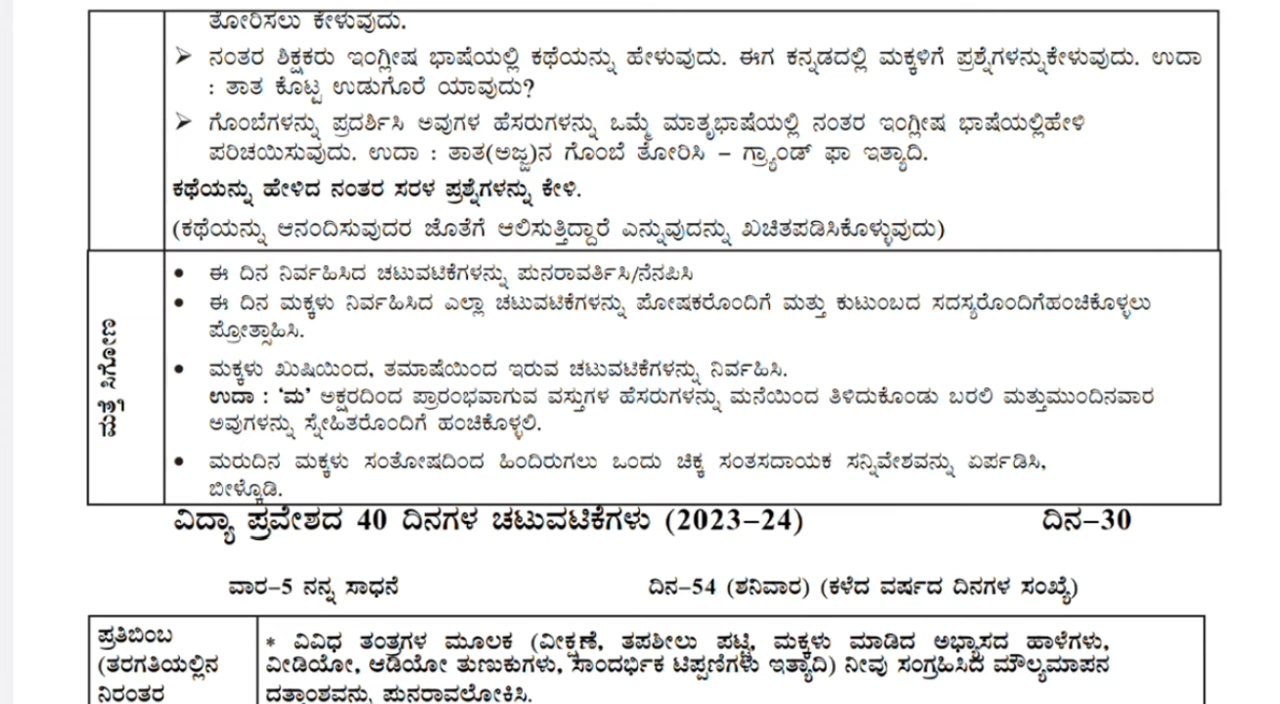 ತೋರಿಸಲು ಕೇಳುವುದು.
➢ ನಂತರ ಶಿಕ್ಷಕರು ಇಂಗ್ಲೀಷ ಭಾಷೆಯಲ್ಲಿ ಕಥೆಯನ್ನು ಹೇಳುವುದು. ಈಗ ಕನ್ನಡದಲ್ಲಿ ಮಕ್ಕಳಿಗೆ ಪ್ರಶ್ನೆಗಳನ್ನುಕೇಳುವುದು. ಉದಾ
: ತಾತ ಕೊಟ್ಟ ಉಡುಗೊರೆ ಯಾವುದು?
➢ ಗೊಂಬೆಗಳನ್ನು ಪ್ರದರ್ಶಿಸಿ ಅವುಗಳ ಹೆಸರುಗಳನ್ನು ಒಮ್ಮೆ ಮಾತೃಭಾಷೆಯಲ್ಲಿ ನಂತರ ಇಂಗ್ಲೀಷ ಭಾಷೆಯಲ್ಲಿಹೇಳಿ
ಪರಿಚಯಿಸುವುದು. ಉದಾ : ತಾತ(ಅಜ್ಜ)ನ ಗೊಂಬೆ ತೋರಿಸಿ – ಗ್ರ್ಯಾಂಡ್ ಫಾ ಇತ್ಯಾದಿ.
ಕಥೆಯನ್ನು ಹೇಳಿದ ನಂತರ ಸರಳ ಪ್ರಶ್ನೆಗಳನ್ನು ಕೇಳಿ.
(ಕಥೆಯನ್ನು ಆನಂದಿಸುವುದರ ಜೊತೆಗೆ ಆಲಿಸುತ್ತಿದ್ದಾರೆ ಎನ್ನುವುದನ್ನು ಖಚಿತಪಡಿಸಿಕೊಳ್ಳುವುದು)
ಮತ್ತೆ ಸಿಗೋಣ
• ಈ ದಿನ ನಿರ್ವಹಿಸಿದ ಚಟುವಟಿಕೆಗಳನ್ನು ಪುನರಾವರ್ತಿಸಿ/ನೆನಪಿಸಿ
• ಈ ದಿನ ಮಕ್ಕಳು ನಿರ್ವಹಿಸಿದ ಎಲ್ಲಾ ಚಟುವಟಿಕೆಗಳನ್ನು ಪೋಷಕರೊಂದಿಗೆ ಮತ್ತು ಕುಟುಂಬದ ಸದಸ್ಯರೊಂದಿಗೆಹಂಚಿಕೊಳ್ಳಲು
ಪ್ರೋತ್ಸಾಹಿಸಿ.
• ಮಕ್ಕಳು ಖುಷಿಯಿಂದ, ತಮಾಷೆಯಿಂದ ಇರುವ ಚಟುವಟಿಕೆಗಳನ್ನು ನಿರ್ವಹಿಸಿ.
ಉದಾ : ‘ಮ’ ಅಕ್ಷರದಿಂದ ಪ್ರಾರಂಭವಾಗುವ ವಸ್ತುಗಳ ಹೆಸರುಗಳನ್ನು ಮನೆಯಿಂದ ತಿಳಿದುಕೊಂಡು ಬರಲಿ ಮತ್ತುಮುಂದಿನವಾರ
ಅವುಗಳನ್ನು ಸ್ನೇಹಿತರೊಂದಿಗೆ ಹಂಚಿಕೊಳ್ಳಲಿ.
• ಮರುದಿನ ಮಕ್ಕಳು ಸಂತೋಷದಿಂದ ಹಿಂದಿರುಗಲು ಒಂದು ಚಿಕ್ಕ ಸಂತಸದಾಯಕ ಸನ್ನಿವೇಶವನ್ನು ಏರ್ಪಡಿಸಿ,
ಬೀಳ್ಕೊಡಿ.
ವಿದ್ಯಾ ಪ್ರವೇಶದ 40 ದಿನಗಳ ಚಟುವಟಿಕೆಗಳು (2023–24) ದಿನ–30
ವಾರ–5 ನನ್ನ ಸಾಧನೆ ದಿನ–54 (ಶನಿವಾರ) (ಕಳೆದ ವರ್ಷದ ದಿನಗಳ ಸಂಖ್ಯೆ)
ಪ್ರತಿಬಿಂಬ
(ತರಗತಿಯಲ್ಲಿನ
ನಿರಂತರ
* ವಿವಿಧ ತಂತ್ರಗಳ ಮೂಲಕ (ವೀಕ್ಷಣೆ, ತಪಶೀಲು ಪಟ್ಟಿ, ಮಕ್ಕಳು ಮಾಡಿದ ಅಭ್ಯಾಸದ ಹಾಳೆಗಳು,
ವೀಡಿಯೋ, ಆಡಿಯೋ ತುಣುಕುಗಳು, ಸಾಂದರ್ಭಿಕ ಟಿಪ್ಪಣಿಗಳು ಇತ್ಯಾದಿ) ನೀವು ಸಂಗ್ರಹಿಸಿದ ಮೌಲ್ಯಮಾಪನ
ದತ್ತಾಂಶವನ್ನು ಪುನರಾವಲೋಕಿಸಿ.